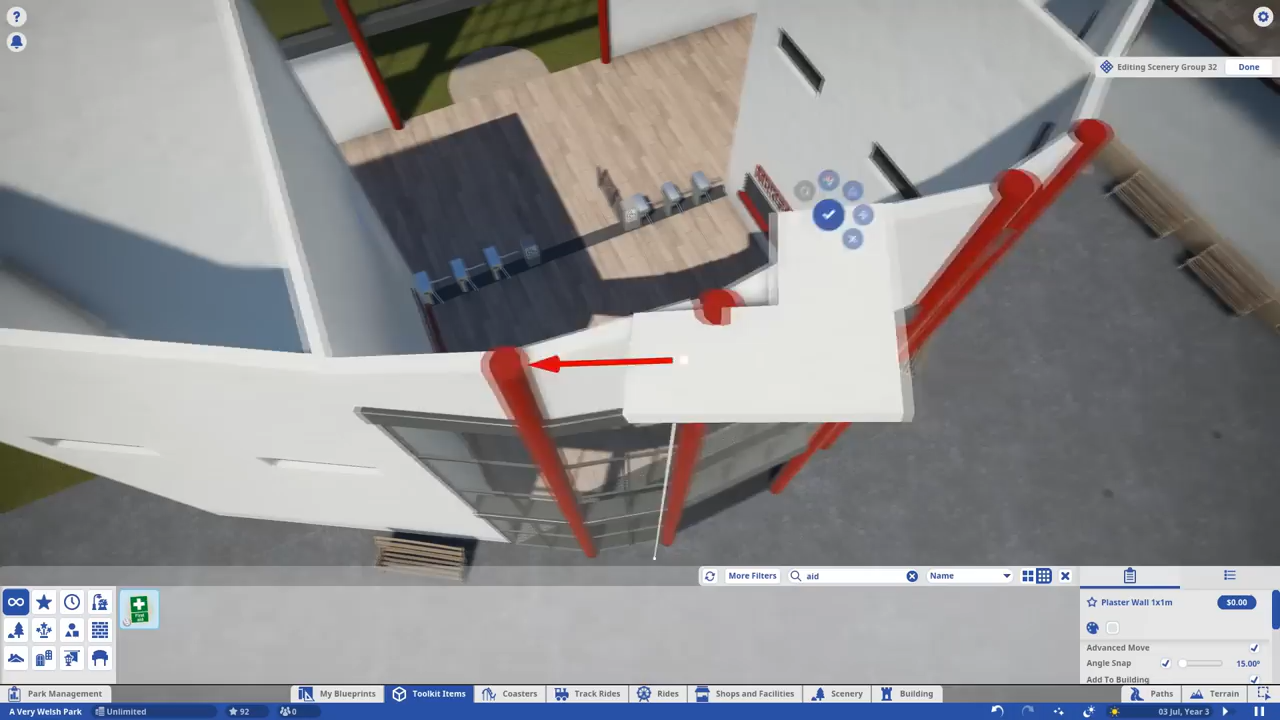 ?
Editing Scenery Group 32 Done
More Filters aid Name
First aid
Plaster Wall 1x1m $0.00
Advanced Move
Angle Snap 15.00°
Add To Building
Park Management My Blueprints Toolkit Items Coasters Track Rides Rides Shops and Facilities Scenery Building Paths Terrain
A Very Welsh Park Unlimited 92 0 03 Jul, Year 3